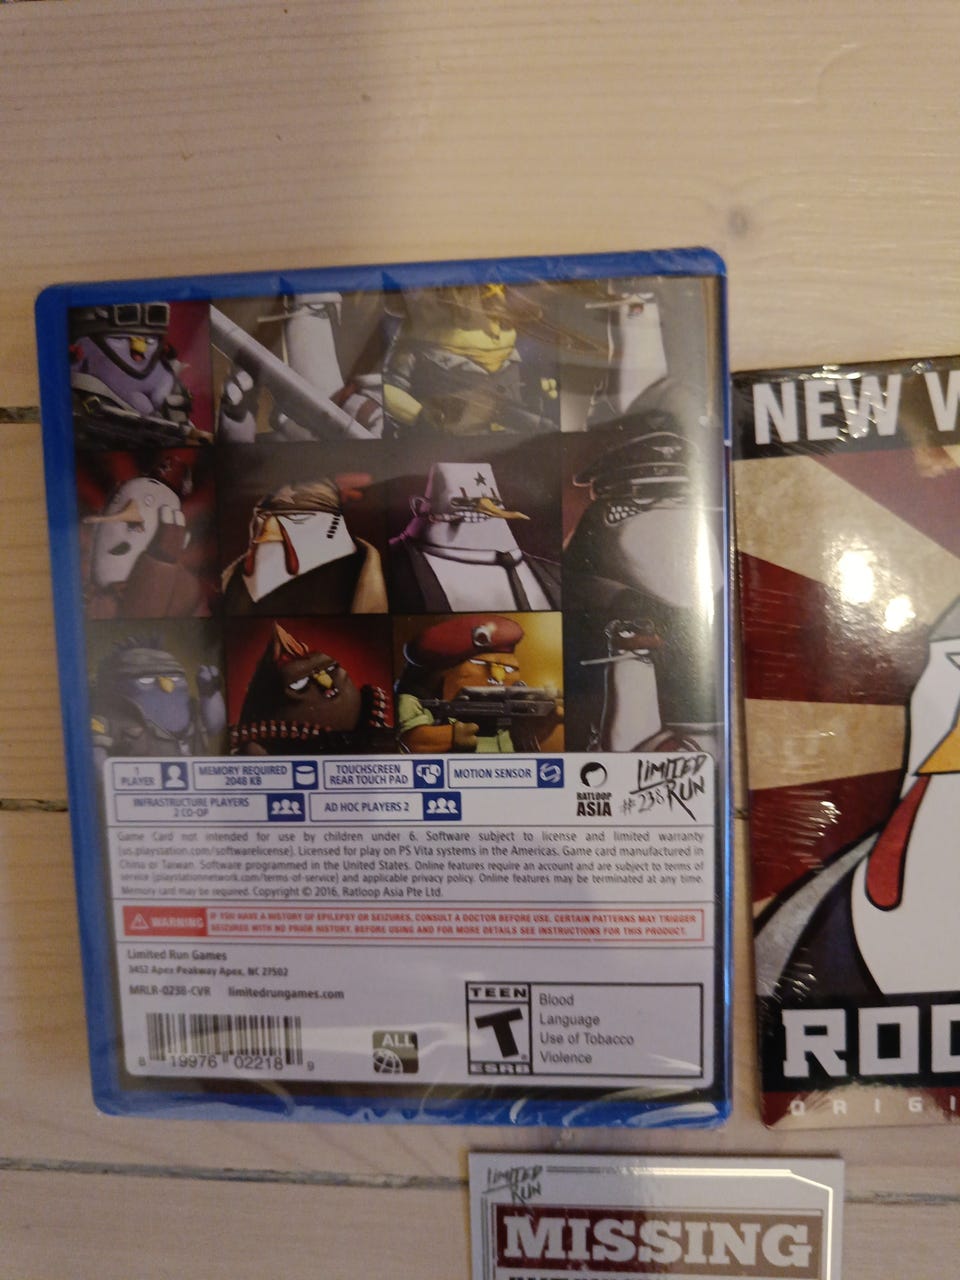 NEW
1 PLAYER
MEMORY REQUIRED
2048 KB
TOUCHSCREEN
REAR TOUCH PAD
MOTION SENSOR
INFRASTRUCTURE PLAYERS
2 CO-OP
AD HOC PLAYERS 2
RATLOOP
ASIA
LIMITED
RUN
#238
Game Card not intended for use by children under 6. Software subject to license and limited warranty
(us.playstation.com/softwarelicense). Licensed for play on PS Vita systems in the Americas. Game card manufactured in
China or Taiwan. Software programmed in the United States. Online features require an account and are subject to terms of
service (playstationnetwork.com/terms-of-service) and applicable privacy policy. Online features may be terminated at any time.
Memory card may be required. Copyright © 2016, Ratloop Asia Pte Ltd.
WARNING
IF YOU HAVE A HISTORY OF EPILEPSY OR SEIZURES, CONSULT A DOCTOR BEFORE USE. CERTAIN PATTERNS MAY TRIGGER
SEIZURES WITH NO PRIOR HISTORY. BEFORE USING AND FOR MORE DETAILS SEE INSTRUCTIONS FOR THIS PRODUCT.
Limited Run Games
3452 Apex Peakway Apex, NC 27502
MRLR-0238-CVR limitedrungames.com
8 19976 02218 9
ALL
TEEN
T
ESRB
Blood
Language
Use of Tobacco
Violence
ROO
ORIGI
LIMITED
RUN
MISSING